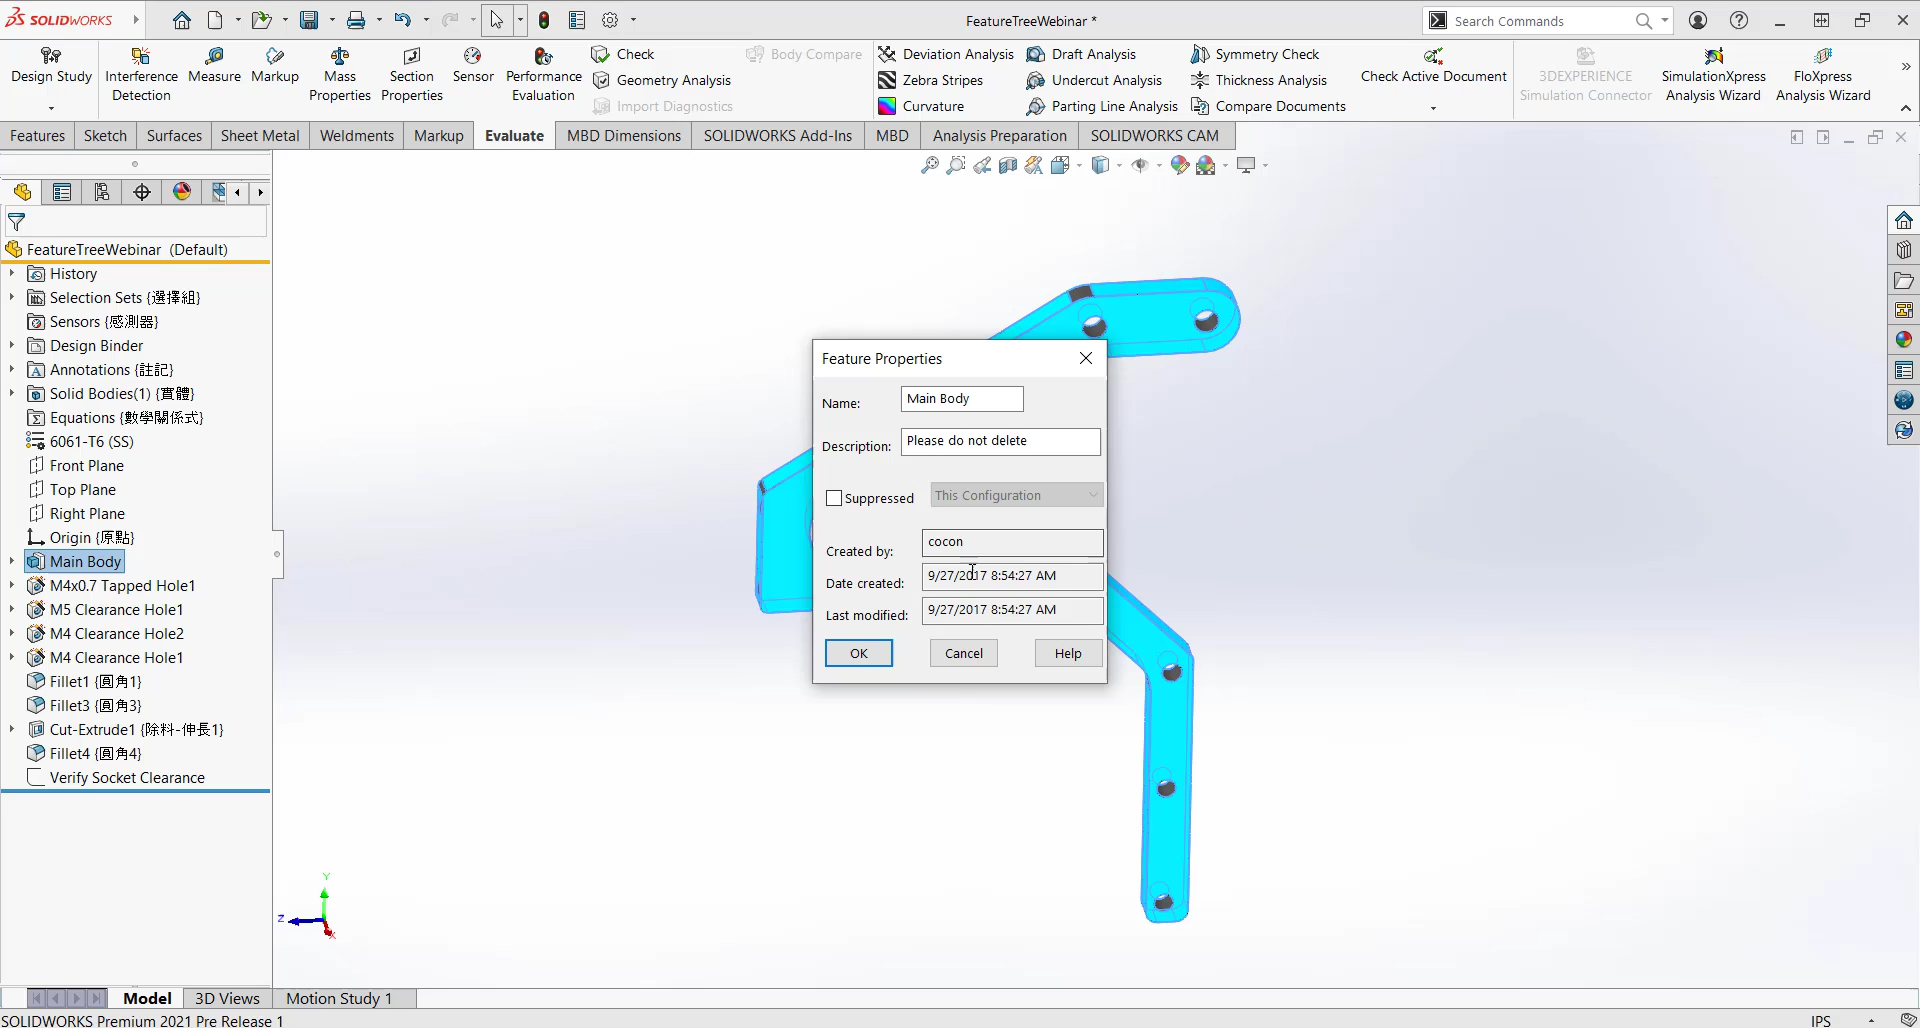 SOLIDWORKS
FeatureTreeWebinar *
Search Commands
Design Study
Interference Detection
Measure
Markup
Mass Properties
Section Properties
Sensor
Performance Evaluation
Check
Geometry Analysis
Import Diagnostics
Body Compare
Deviation Analysis
Zebra Stripes
Curvature
Draft Analysis
Undercut Analysis
Parting Line Analysis
Symmetry Check
Thickness Analysis
Compare Documents
Check Active Document
3DEXPERIENCE Simulation Connector
SimulationXpress Analysis Wizard
FloXpress Analysis Wizard
Features
Sketch
Surfaces
Sheet Metal
Weldments
Markup
Evaluate
MBD Dimensions
SOLIDWORKS Add-Ins
MBD
Analysis Preparation
SOLIDWORKS CAM
FeatureTreeWebinar (Default)
History
Selection Sets {選擇組}
Sensors {感測器}
Design Binder
Annotations {註記}
Solid Bodies(1) {實體}
Equations {數學關係式}
6061-T6 (SS)
Front Plane
Top Plane
Right Plane
Origin {原點}
Main Body
M4x0.7 Tapped Hole1
M5 Clearance Hole1
M4 Clearance Hole2
M4 Clearance Hole1
Fillet1 {圓角1}
Fillet3 {圓角3}
Cut-Extrude1 {除料-伸長1}
Fillet4 {圓角4}
Verify Socket Clearance
Feature Properties
Name: Main Body
Description: Please do not delete
Suppressed This Configuration
Created by: cocon
Date created: 9/27/2017 8:54:27 AM
Last modified: 9/27/2017 8:54:27 AM
OK Cancel Help
Y
Z
X
Model
3D Views
Motion Study 1
SOLIDWORKS Premium 2021 Pre Release 1
IPS